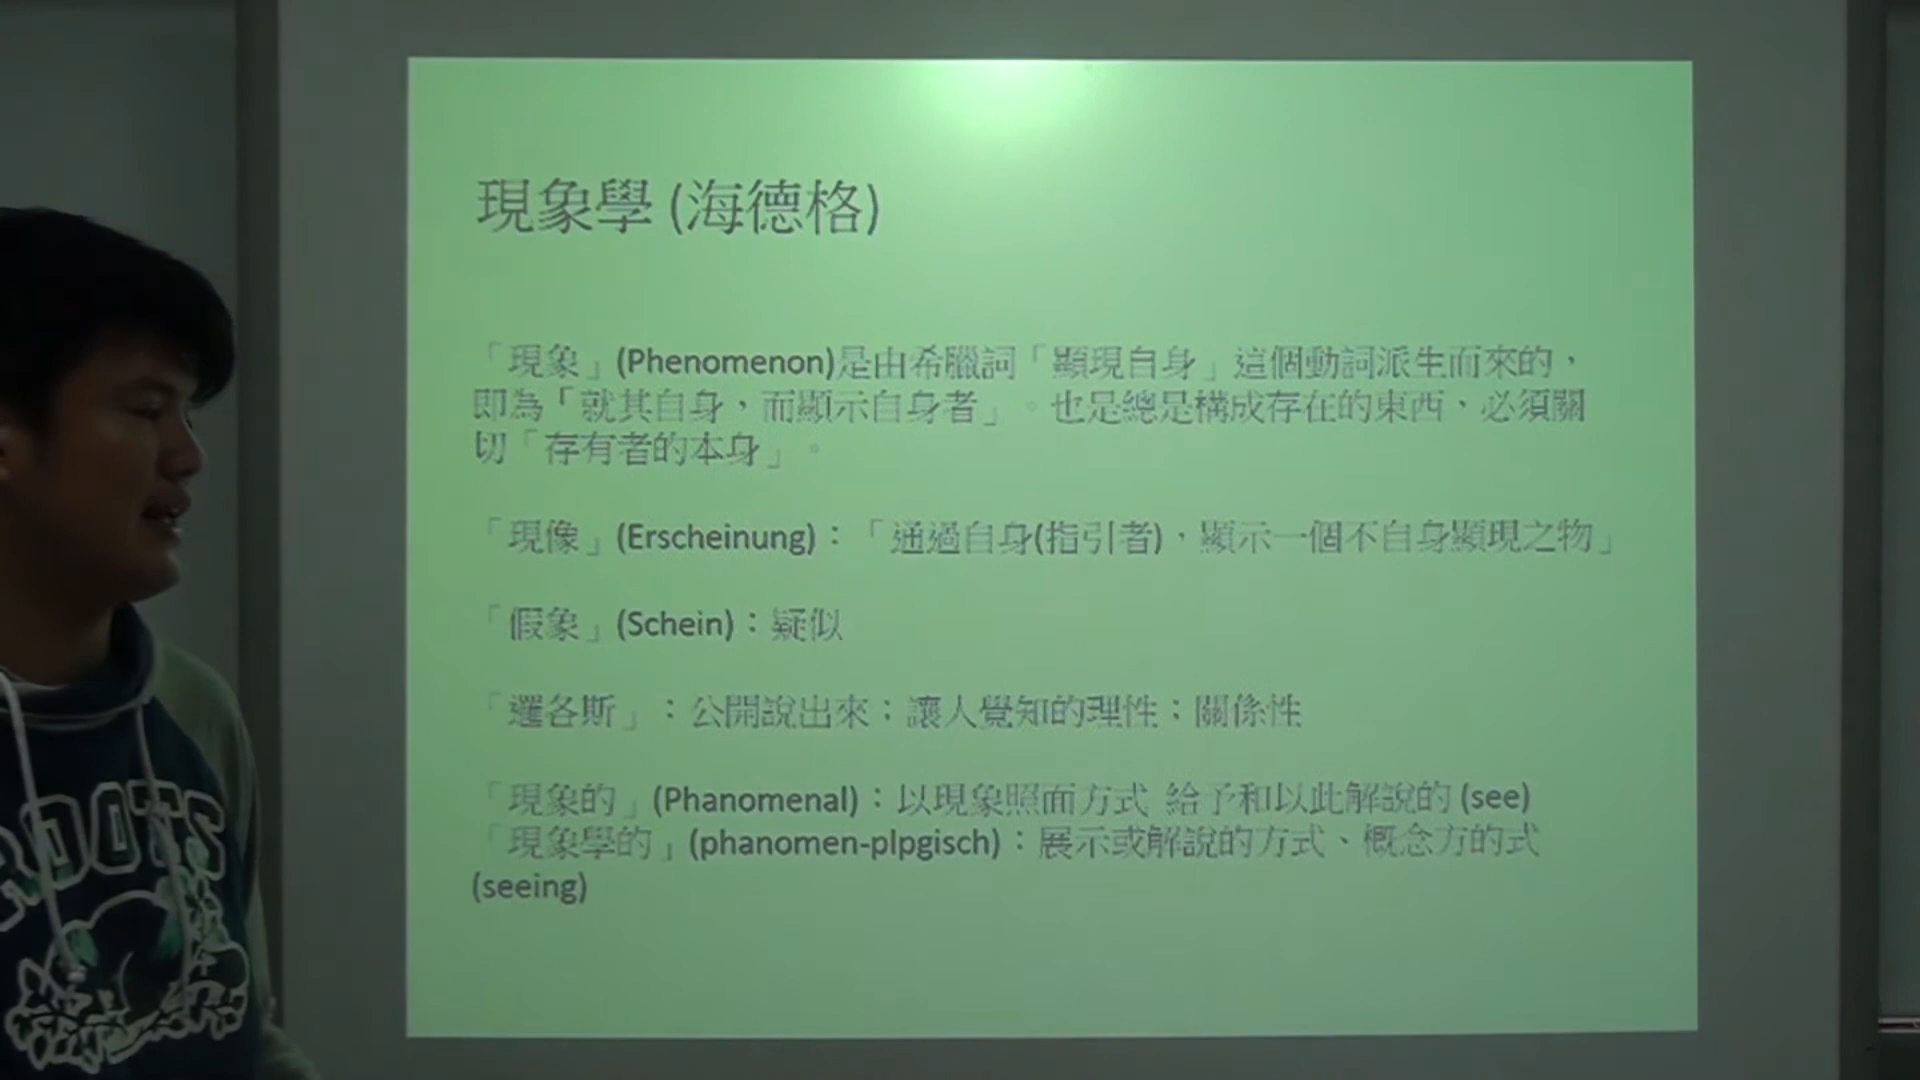 現象學 (海德格)
「現象」(Phenomenon)是由希臘詞「顯現自身」這個動詞派生而來的，
即為「就其自身，而顯示自身者」。也是總是構成存在的東西、必須關
切「存有者的本身」。
「現像」(Erscheinung)：「通過自身(指引者)，顯示一個不自身顯現之物」
「假象」(Schein)：疑似
「邏各斯」：公開說出來；讓人覺知的理性；關係性
「現象的」(Phanomenal)：以現象照面方式 給予和以此解說的 (see)
「現象學的」(phanomen-plpgisch)：展示或解說的方式、概念方的式
(seeing)
ROOTS